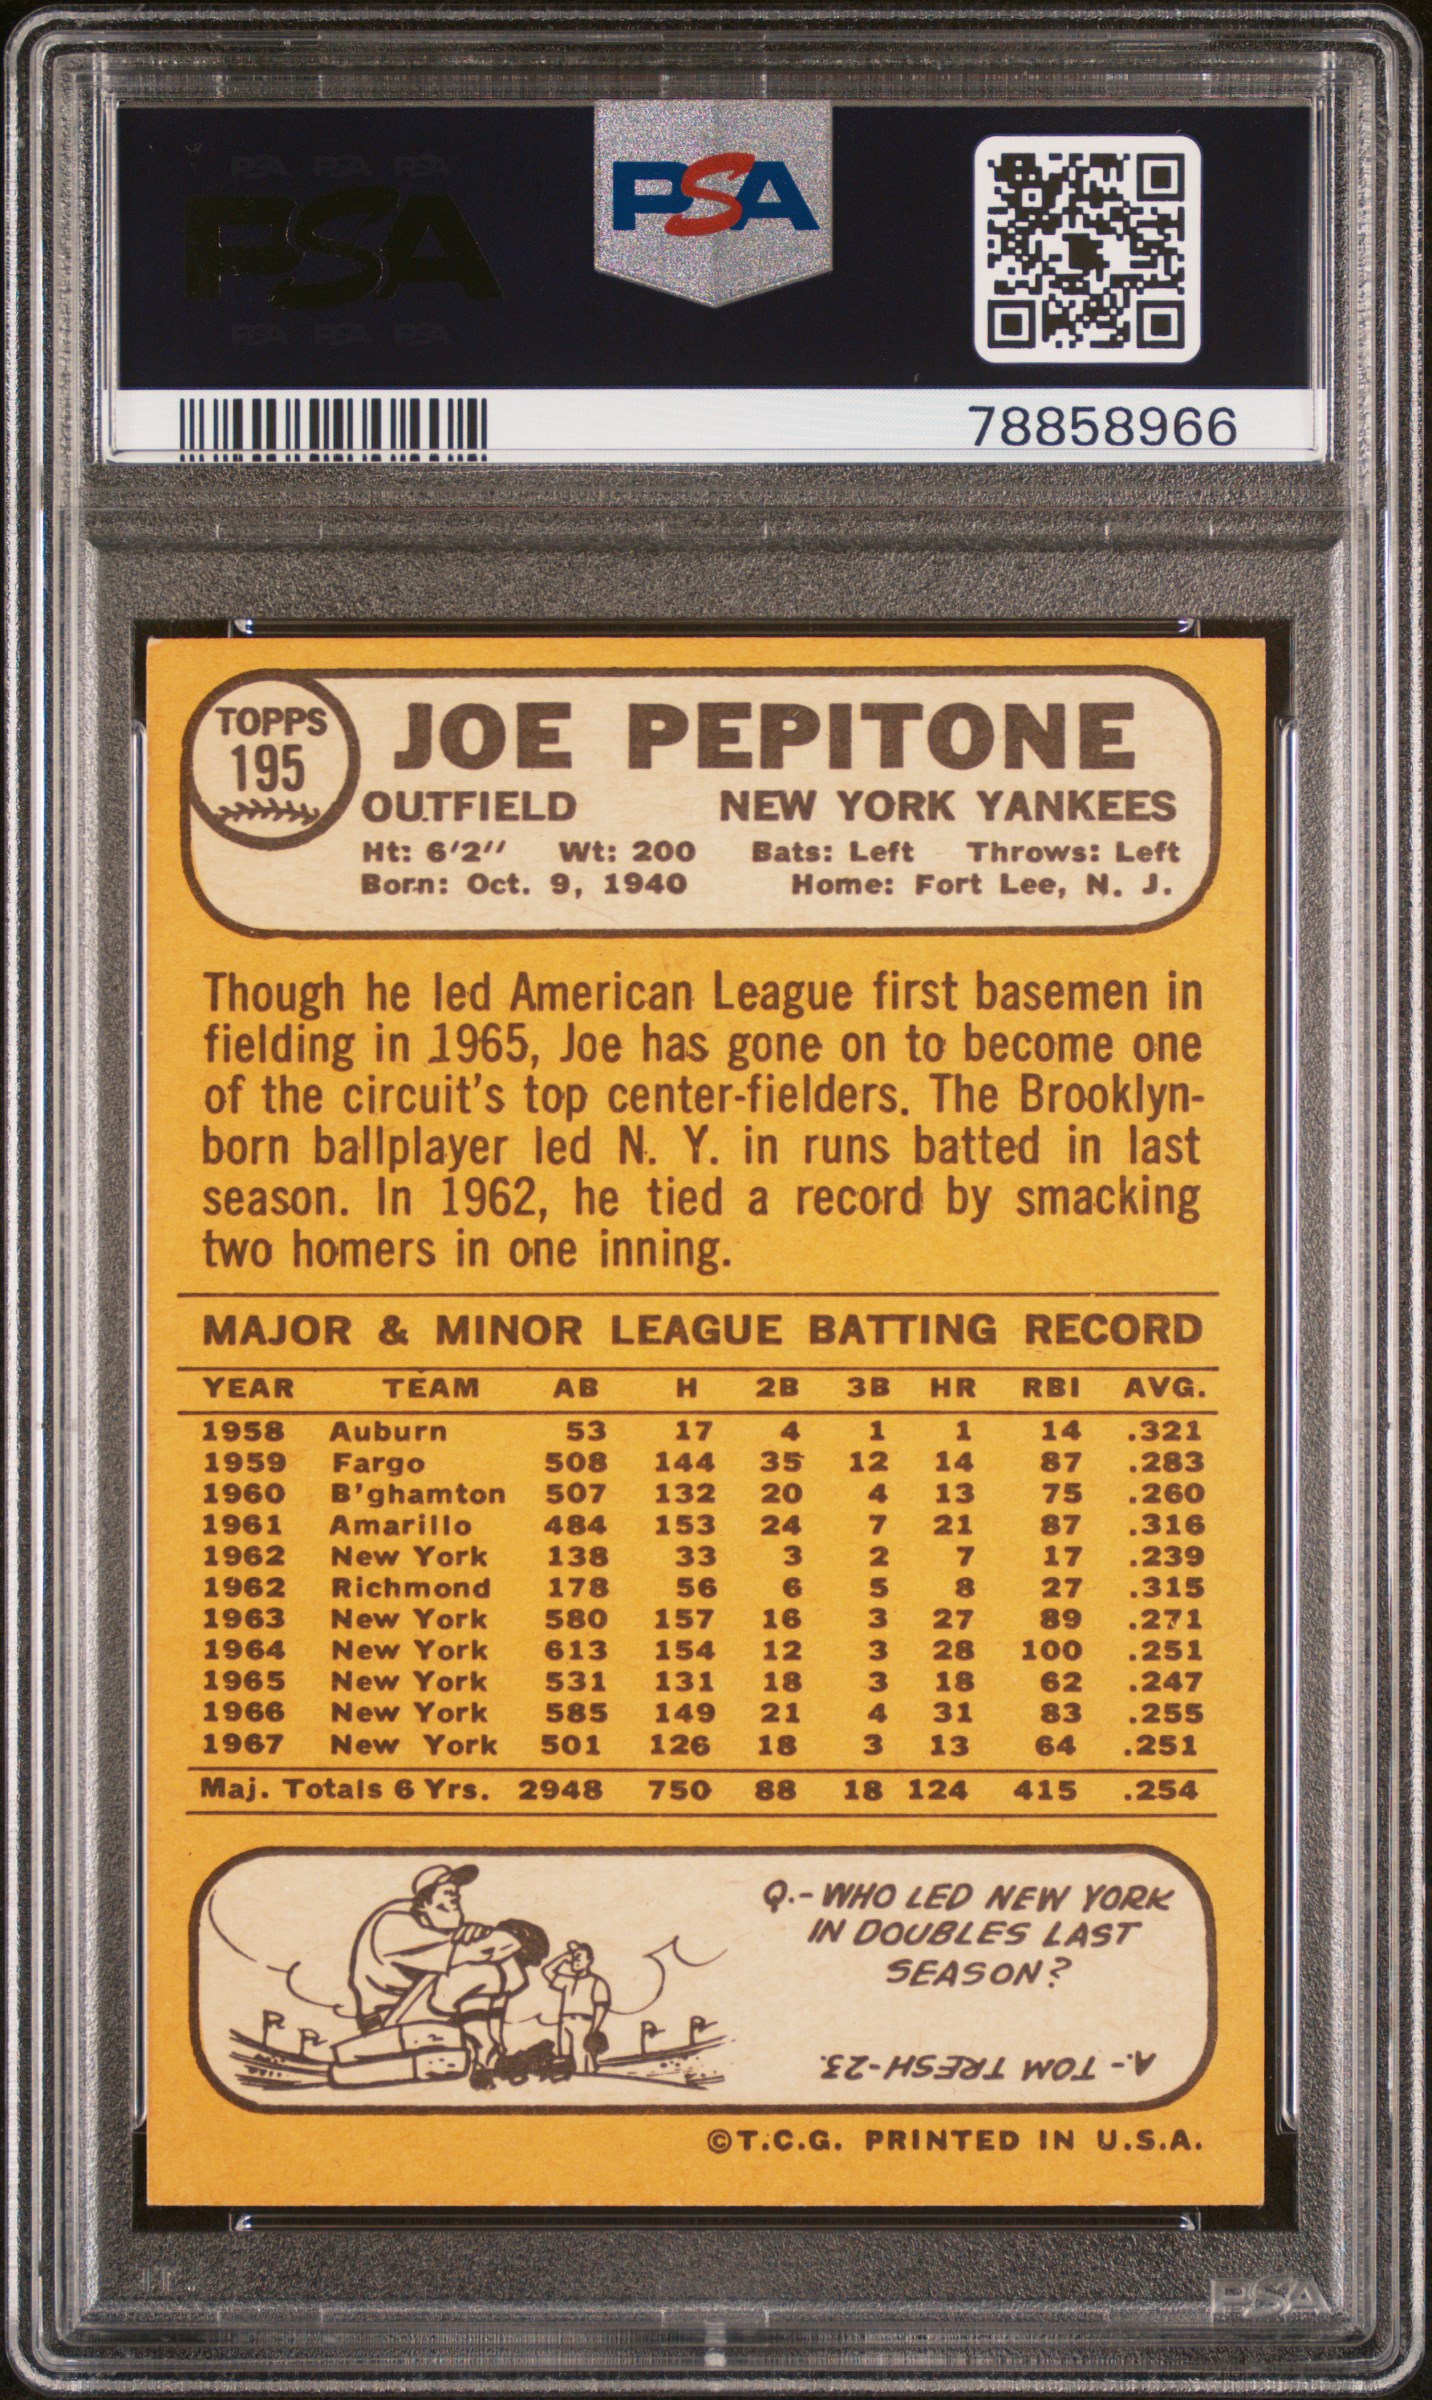 PSA PSA PSA
PSA
PSA PSA PSA
PSA
78858966
TOPPS
195
JOE PEPITONE
OUTFIELD NEW YORK YANKEES
Ht: 6'2'' Wt: 200 Bats: Left Throws: Left
Born: Oct. 9, 1940 Home: Fort Lee, N. J.
Though he led American League first basemen in
fielding in 1965, Joe has gone on to become one
of the circuit's top center-fielders. The Brooklyn-
born ballplayer led N. Y. in runs batted in last
season. In 1962, he tied a record by smacking
two homers in one inning.
MAJOR & MINOR LEAGUE BATTING RECORD
YEAR TEAM AB H 2B 3B HR RBI AVG.
1958 Auburn 53 17 4 1 1 14 .321
1959 Fargo 508 144 35 12 14 87 .283
1960 B'ghamton 507 132 20 4 13 75 .260
1961 Amarillo 484 153 24 7 21 87 .316
1962 New York 138 33 3 2 7 17 .239
1962 Richmond 178 56 6 5 8 27 .315
1963 New York 580 157 16 3 27 89 .271
1964 New York 613 154 12 3 28 100 .251
1965 New York 531 131 18 3 18 62 .247
1966 New York 585 149 21 4 31 83 .255
1967 New York 501 126 18 3 13 64 .251
Maj. Totals 6 Yrs. 2948 750 88 18 124 415 .254
Q.- WHO LED NEW YORK
IN DOUBLES LAST
SEASON?
A.- TOM TRESH-23.
©T.C.G. PRINTED IN U.S.A.
PSA